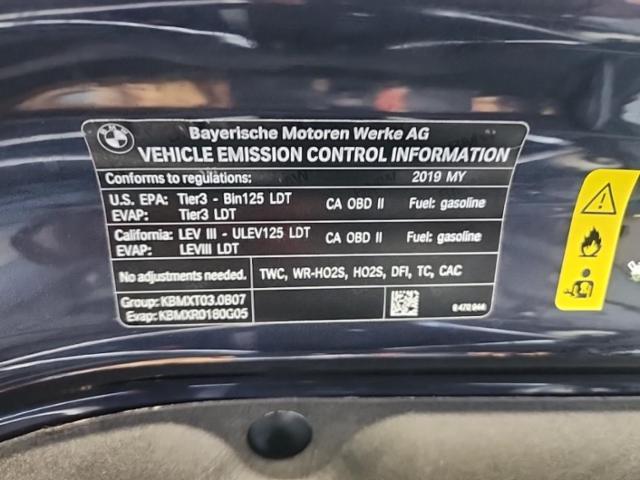 Bayerische Motoren Werke AG
VEHICLE EMISSION CONTROL INFORMATION
Conforms to regulations: 2019 MY
U.S. EPA: Tier3 - Bin125 LDT CA OBD II Fuel: gasoline
EVAP: Tier3 LDT
California: LEV III - ULEV125 LDT CA OBD II Fuel: gasoline
EVAP: LEVIII LDT
No adjustments needed. TWC, WR-HO2S, HO2S, DFI, TC, CAC
Group: KBMXT03.0B07
Evap: KBMXR0180G05